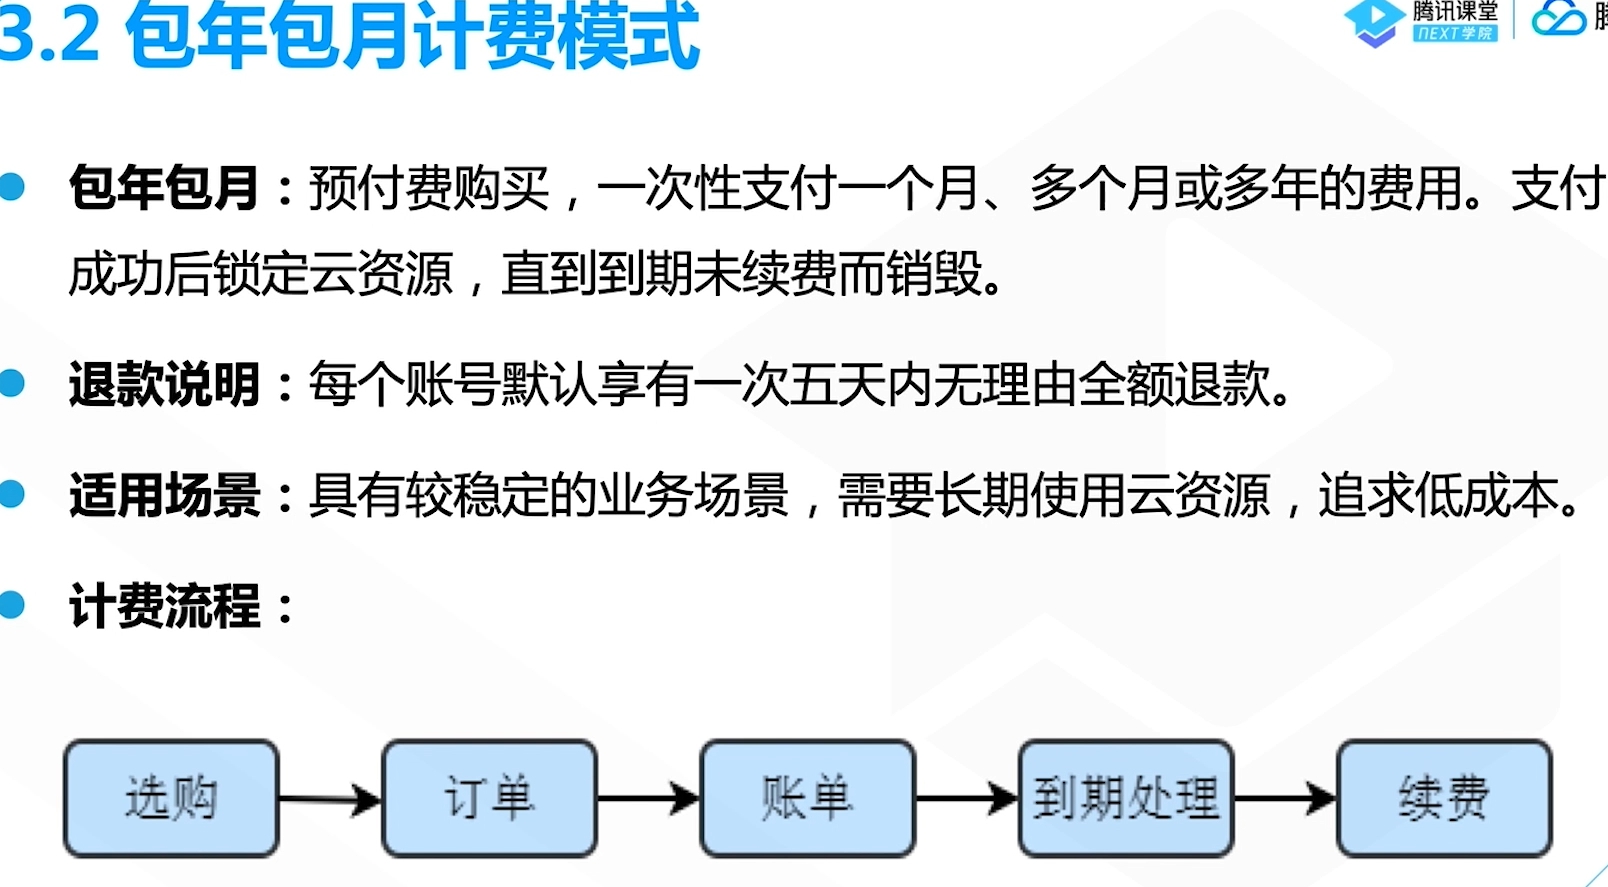 3.2 包年包月计费模式
腾讯课堂
NEXT学院
腾
包年包月：预付费购买，一次性支付一个月、多个月或多年的费用。支付
成功后锁定云资源，直到到期未续费而销毁。
退款说明：每个账号默认享有一次五天内无理由全额退款。
适用场景：具有较稳定的业务场景，需要长期使用云资源，追求低成本。
计费流程：
选购
订单
账单
到期处理
续费